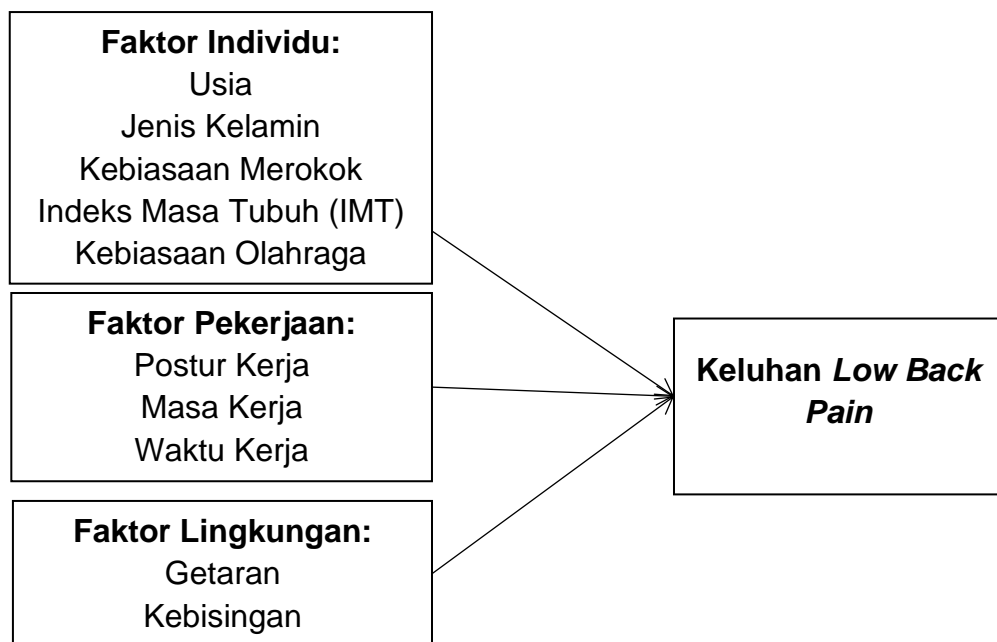 Faktor Individu:
Usia
Jenis Kelamin
Kebiasaan Merokok
Indeks Masa Tubuh (IMT)
Kebiasaan Olahraga
Faktor Pekerjaan:
Postur Kerja
Masa Kerja
Waktu Kerja
Faktor Lingkungan:
Getaran
Kebisingan
Keluhan Low Back
Pain